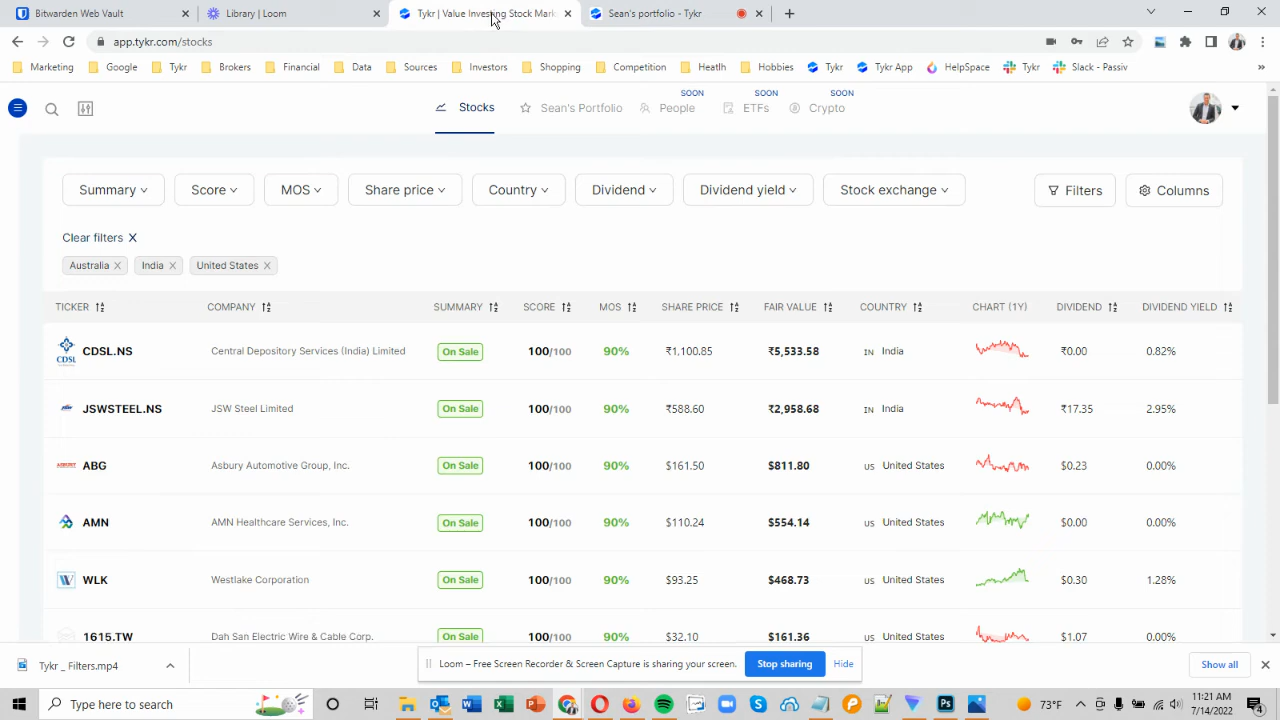 Bitwarden Web Vault
Library | Loom
Tykr | Value Investing Stock Mark
Sean's portfolio - Tykr
app.tykr.com/stocks
Marketing
Google
Tykr
Brokers
Financial
Data
Sources
Investors
Shopping
Competition
Heatlh
Hobbies
Tykr
Tykr App
HelpSpace
Tykr
Slack - Passiv
»
SOON SOON SOON
Stocks Sean's Portfolio People ETFs Crypto
Summary Score MOS Share price Country Dividend Dividend yield Stock exchange Filters Columns
Clear filters X
Australia India United States
TICKER COMPANY SUMMARY SCORE MOS SHARE PRICE FAIR VALUE COUNTRY CHART (1Y) DIVIDEND DIVIDEND YIELD
CDSL.NS Central Depository Services (India) Limited On Sale 100/100 90% ₹1,100.85 ₹5,533.58 IN India ₹0.00 0.82%
JSWSTEEL.NS JSW Steel Limited On Sale 100/100 90% ₹588.60 ₹2,958.68 IN India ₹17.35 2.95%
ABG Asbury Automotive Group, Inc. On Sale 100/100 90% $161.50 $811.80 US United States $0.23 0.00%
AMN AMN Healthcare Services, Inc. On Sale 100/100 90% $110.24 $554.14 US United States $0.00 0.00%
WLK Westlake Corporation On Sale 100/100 90% $93.25 $468.73 US United States $0.30 1.28%
1615.TW Dah San Electric Wire & Cable Corp. On Sale 100/100 90% $32.10 $161.36 US United States $1.07 0.00%
Tykr _ Filters.mp4
Loom – Free Screen Recorder & Screen Capture is sharing your screen. Stop sharing Hide
Show all
Type here to search
73°F
11:21 AM
7/14/2022